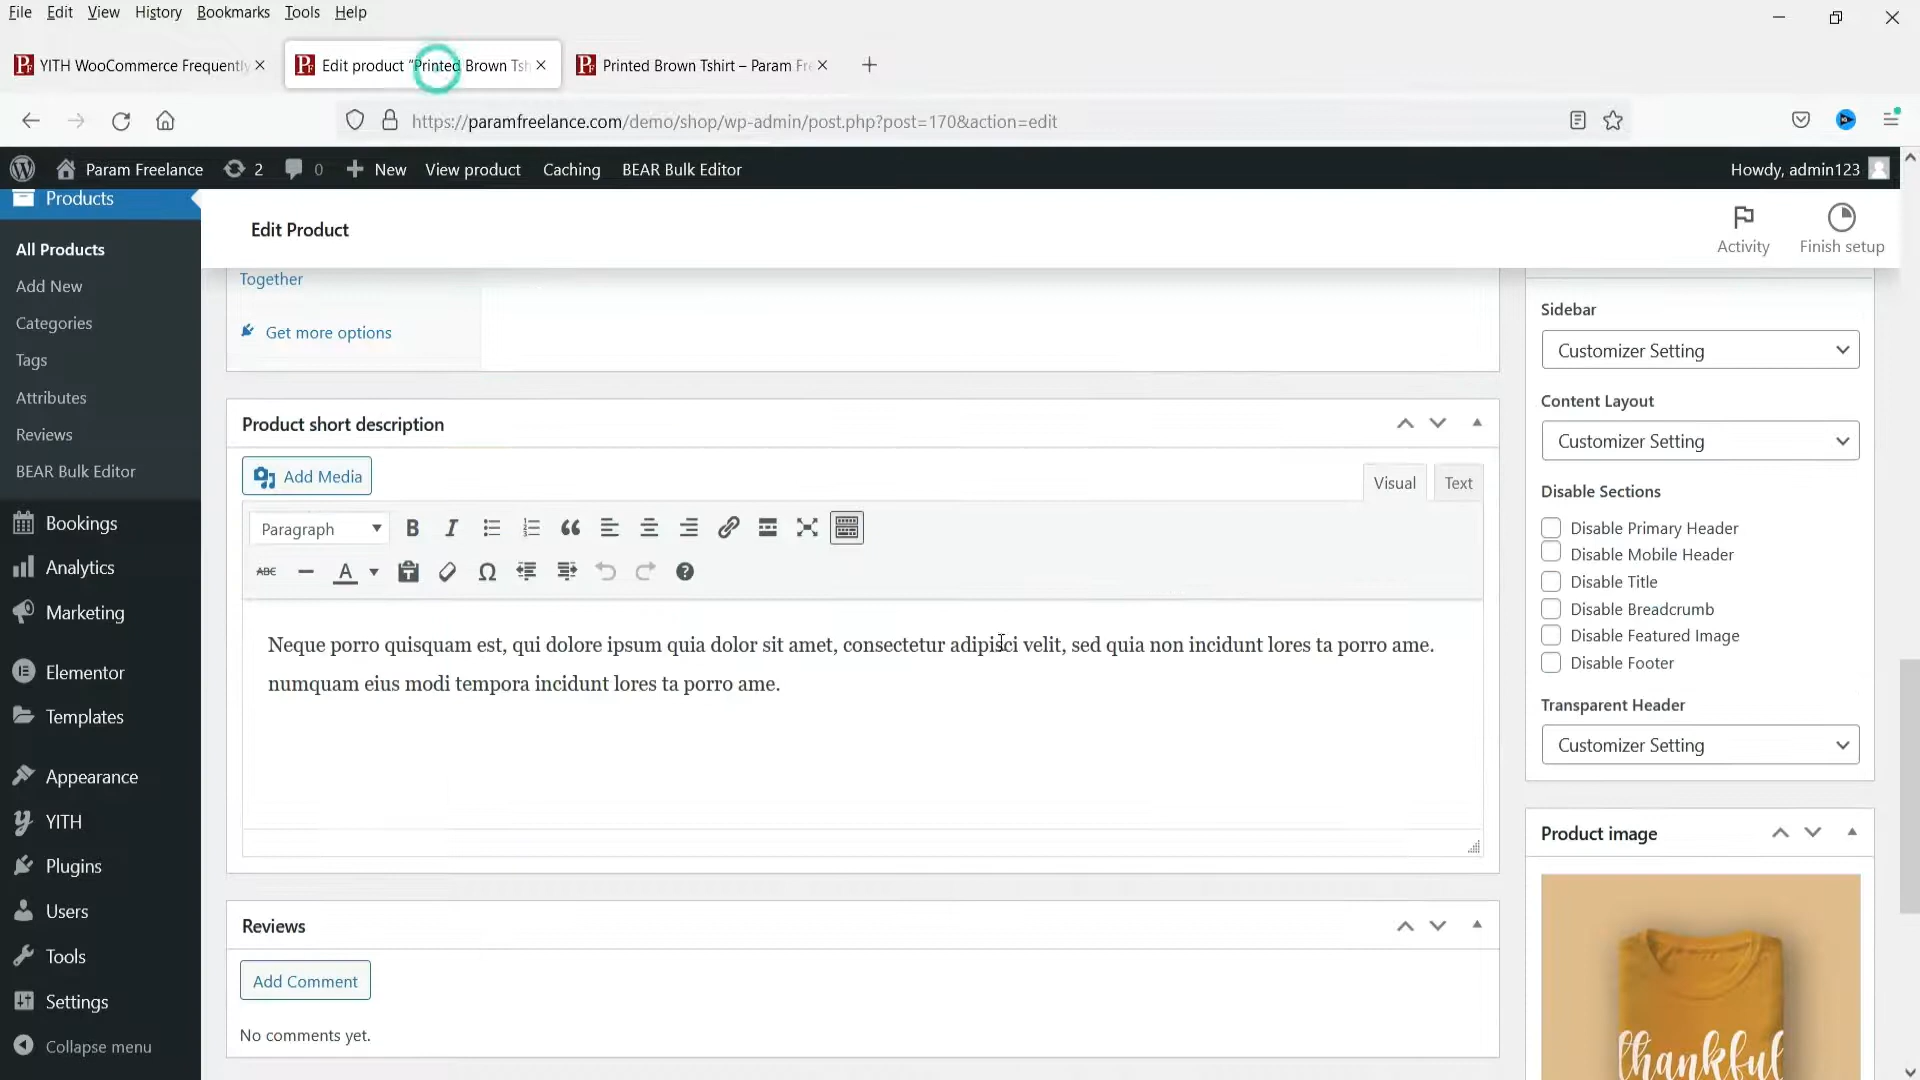 File Edit View History Bookmarks Tools Help
YITH WooCommerce Frequently
Edit product "Printed Brown Tsh
Printed Brown Tshirt – Param Fre
https://paramfreelance.com/demo/shop/wp-admin/post.php?post=170&action=edit
Param Freelance 2 0 New View product Caching BEAR Bulk Editor Howdy, admin123
Products
All Products
Add New
Categories
Tags
Attributes
Reviews
BEAR Bulk Editor
Bookings
Analytics
Marketing
Elementor
Templates
Appearance
YITH
Plugins
Users
Tools
Settings
Collapse menu
Edit Product
Activity
Finish setup
Together
Get more options
Product short description
Add Media
Visual Text
Paragraph
ABC
Neque porro quisquam est, qui dolore ipsum quia dolor sit amet, consectetur adipisci velit, sed quia non incidunt lores ta porro ame.
numquam eius modi tempora incidunt lores ta porro ame.
Reviews
Add Comment
No comments yet.
Sidebar
Customizer Setting
Content Layout
Customizer Setting
Disable Sections
Disable Primary Header
Disable Mobile Header
Disable Title
Disable Breadcrumb
Disable Featured Image
Disable Footer
Transparent Header
Customizer Setting
Product image
thankful